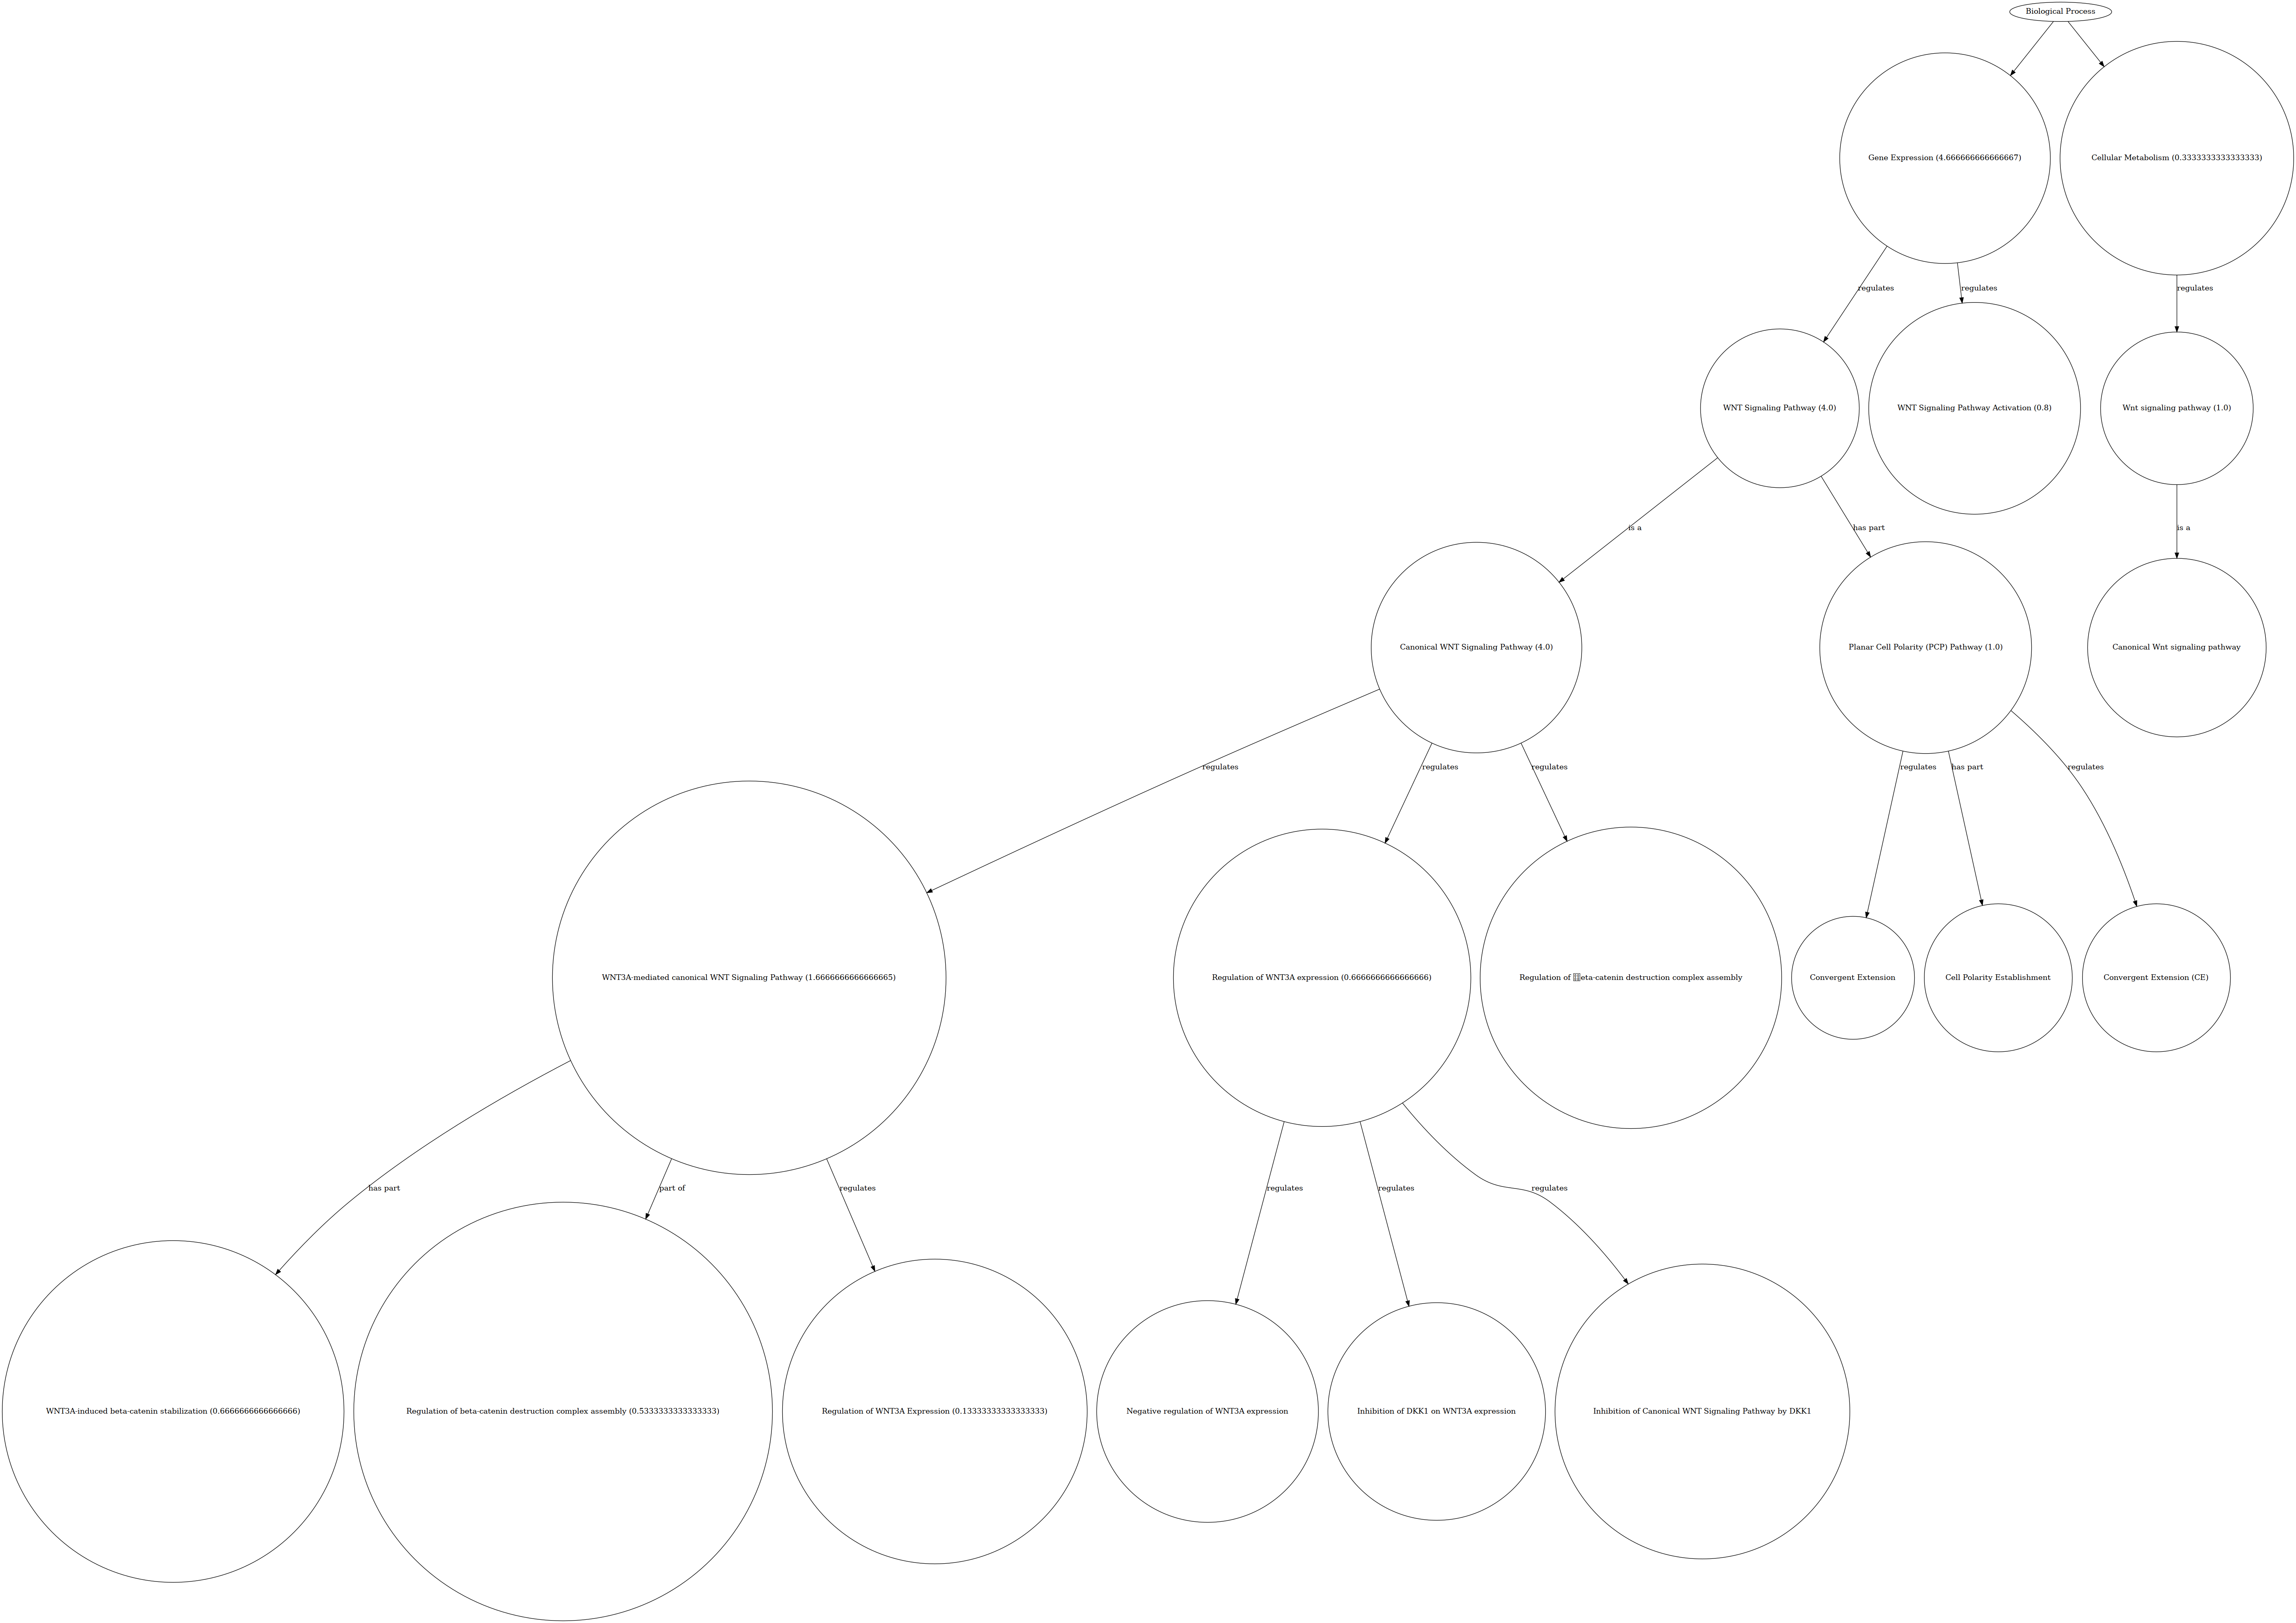 Biological Process
Gene Expression (4.666666666666667)
Cellular Metabolism (0.3333333333333333)
regulates
regulates
regulates
WNT Signaling Pathway (4.0)
WNT Signaling Pathway Activation (0.8)
Wnt signaling pathway (1.0)
is a
has part
is a
Canonical WNT Signaling Pathway (4.0)
Planar Cell Polarity (PCP) Pathway (1.0)
Canonical Wnt signaling pathway
regulates
regulates
regulates
regulates
has part
regulates
WNT3A-mediated canonical WNT Signaling Pathway (1.6666666666666665)
Regulation of WNT3A expression (0.6666666666666666)
Regulation of eta-catenin destruction complex assembly
Convergent Extension
Cell Polarity Establishment
Convergent Extension (CE)
has part
part of
regulates
regulates
regulates
regulates
WNT3A-induced beta-catenin stabilization (0.6666666666666666)
Regulation of beta-catenin destruction complex assembly (0.5333333333333333)
Regulation of WNT3A Expression (0.13333333333333333)
Negative regulation of WNT3A expression
Inhibition of DKK1 on WNT3A expression
Inhibition of Canonical WNT Signaling Pathway by DKK1